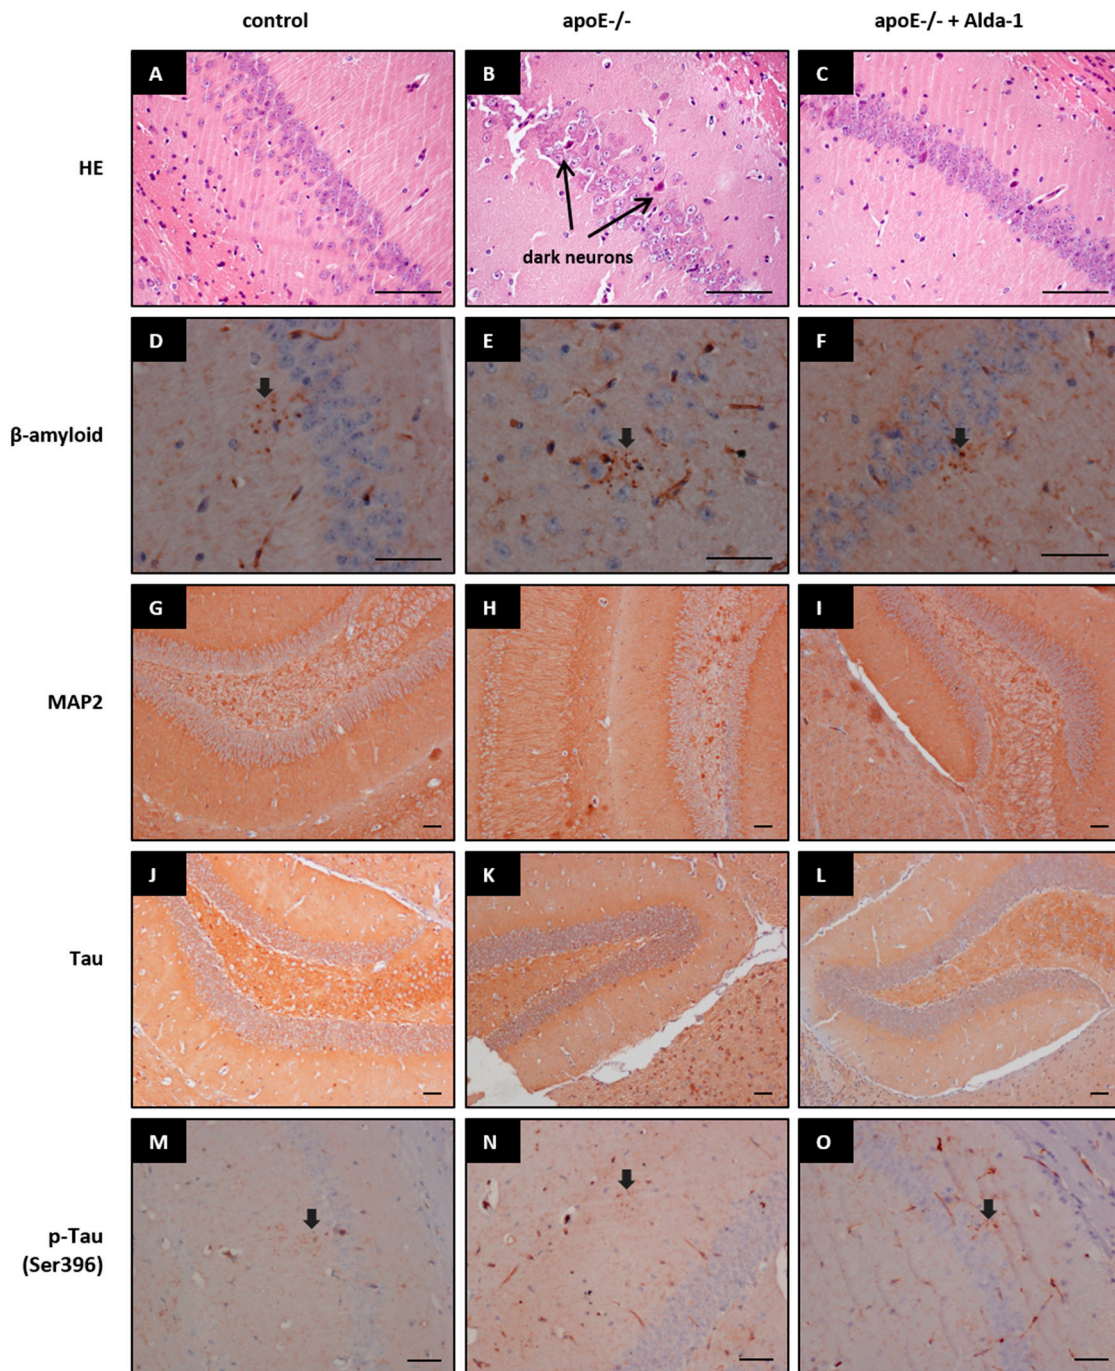 control apoE-/- apoE-/- + Alda-1
HE A B C
dark neurons
β-amyloid D E F
MAP2 G H I
Tau J K L
M N O
p-Tau
(Ser396)